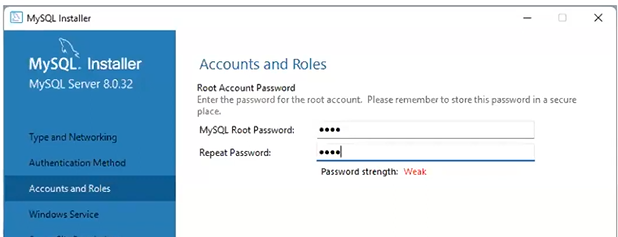 MySQL Installer
MySQL. Installer
MySQL Server 8.0.32
Type and Networking
Authentication Method
Accounts and Roles
Windows Service
Accounts and Roles
Root Account Password
Enter the password for the root account. Please remember to store this password in a secure
place.
MySQL Root Password: ●●●●
Repeat Password: ●●●●
Password strength: Weak